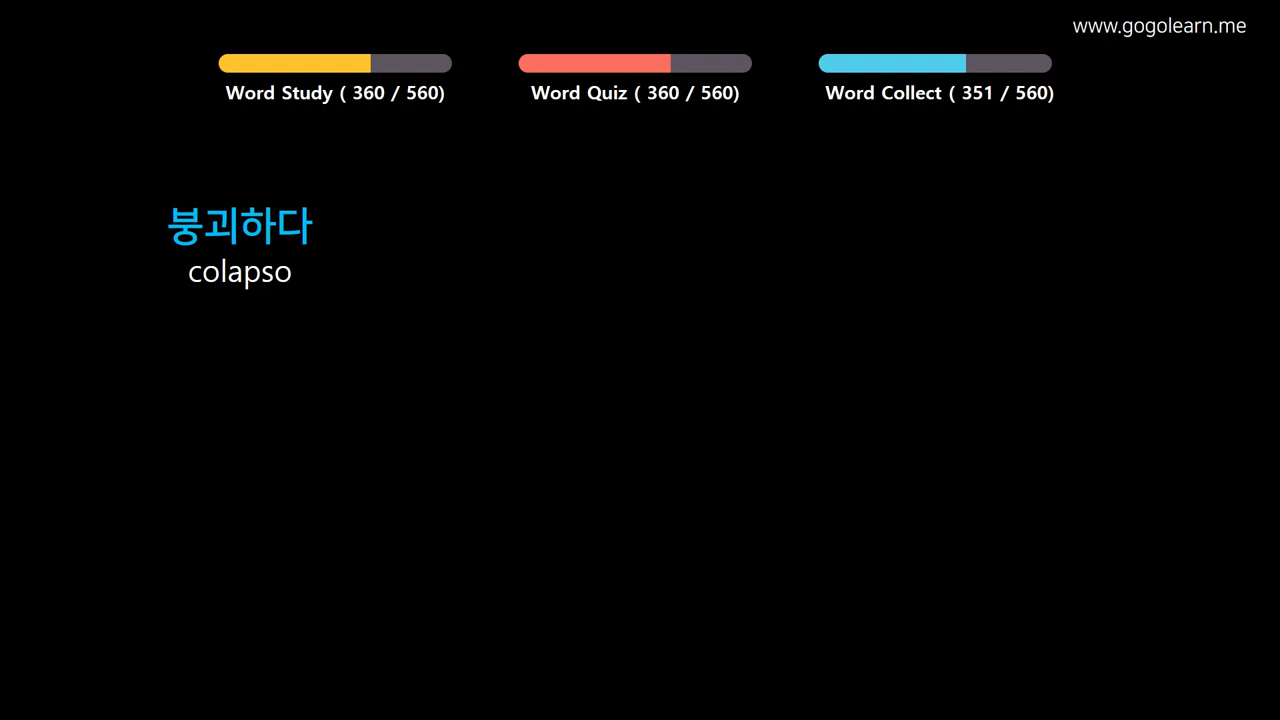 www.gogolearn.me
Word Study ( 360 / 560)
Word Quiz ( 360 / 560)
Word Collect ( 351 / 560)
붕괴하다
colapso